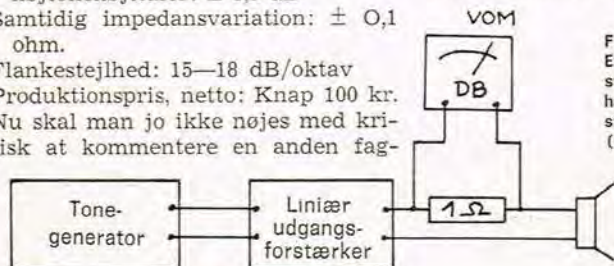 Samtidig impedansvariation: ± 0,1
ohm.
Flankestejlhed: 15—18 dB/oktav
Produktionspris, netto: Knap 100 kr.
Nu skal man jo ikke nøjes med kri-
tisk at kommentere en anden fag-
VOM
DB
Tone-
generator
Liniær
udgangs-
forstærker
1 Ω